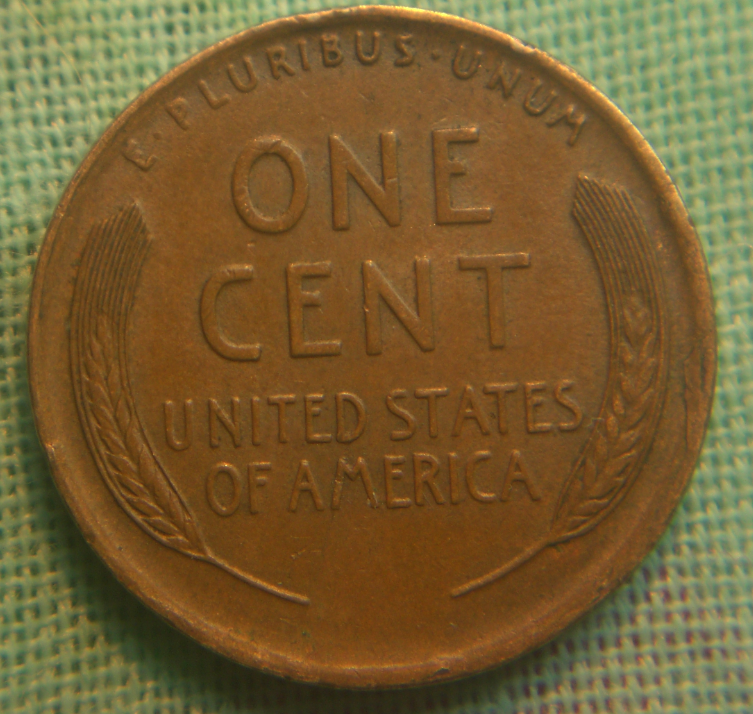 E·PLURIBUS·UNUM
ONE
CENT
UNITED STATES
OF AMERICA